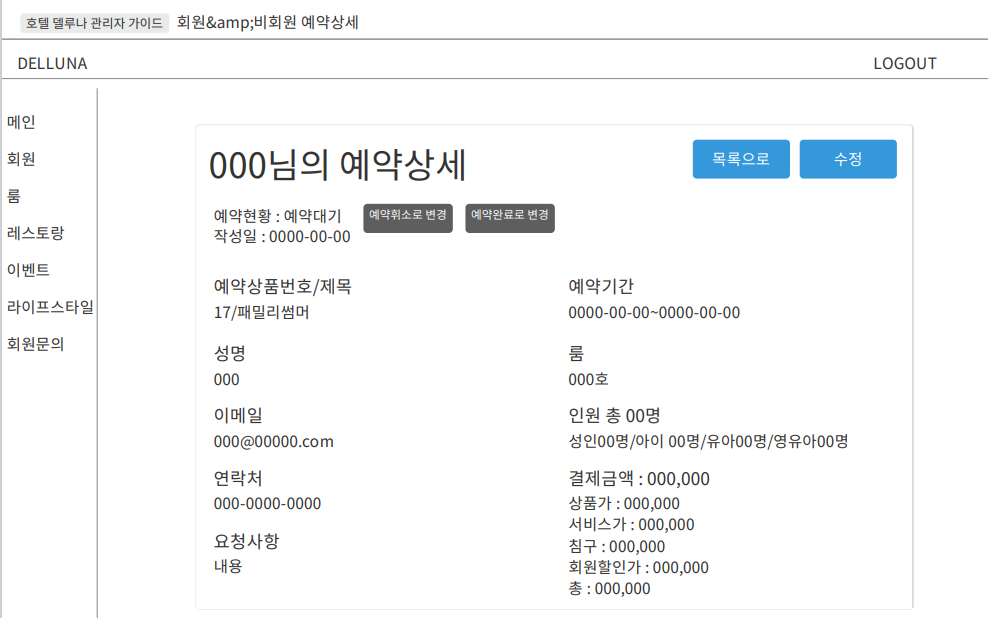 호텔 델루나 관리자 가이드 회원&amp;비회원 예약상세
DELLUNA
LOGOUT
메인
회원
룸
레스토랑
이벤트
라이프스타일
회원문의
000님의 예약상세
목록으로
수정
예약현황 : 예약대기
예약취소로 변경
예약완료로 변경
작성일 : 0000-00-00
예약상품번호/제목
17/패밀리썸머
성명
000
이메일
000@00000.com
연락처
000-0000-0000
요청사항
내용
예약기간
0000-00-00~0000-00-00
룸
000호
인원 총 00명
성인00명/아이 00명/유아00명/영유아00명
결제금액 : 000,000
상품가 : 000,000
서비스가 : 000,000
침구 : 000,000
회원할인가 : 000,000
총 : 000,000